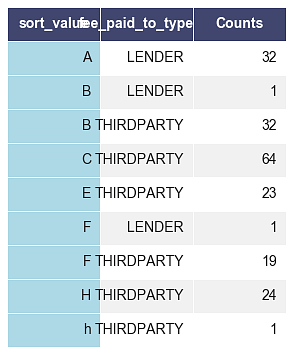 sort_value fee_paid_to_type Counts
A LENDER 32
B LENDER 1
B THIRDPARTY 32
C THIRDPARTY 64
E THIRDPARTY 23
F LENDER 1
F THIRDPARTY 19
H THIRDPARTY 24
h THIRDPARTY 1